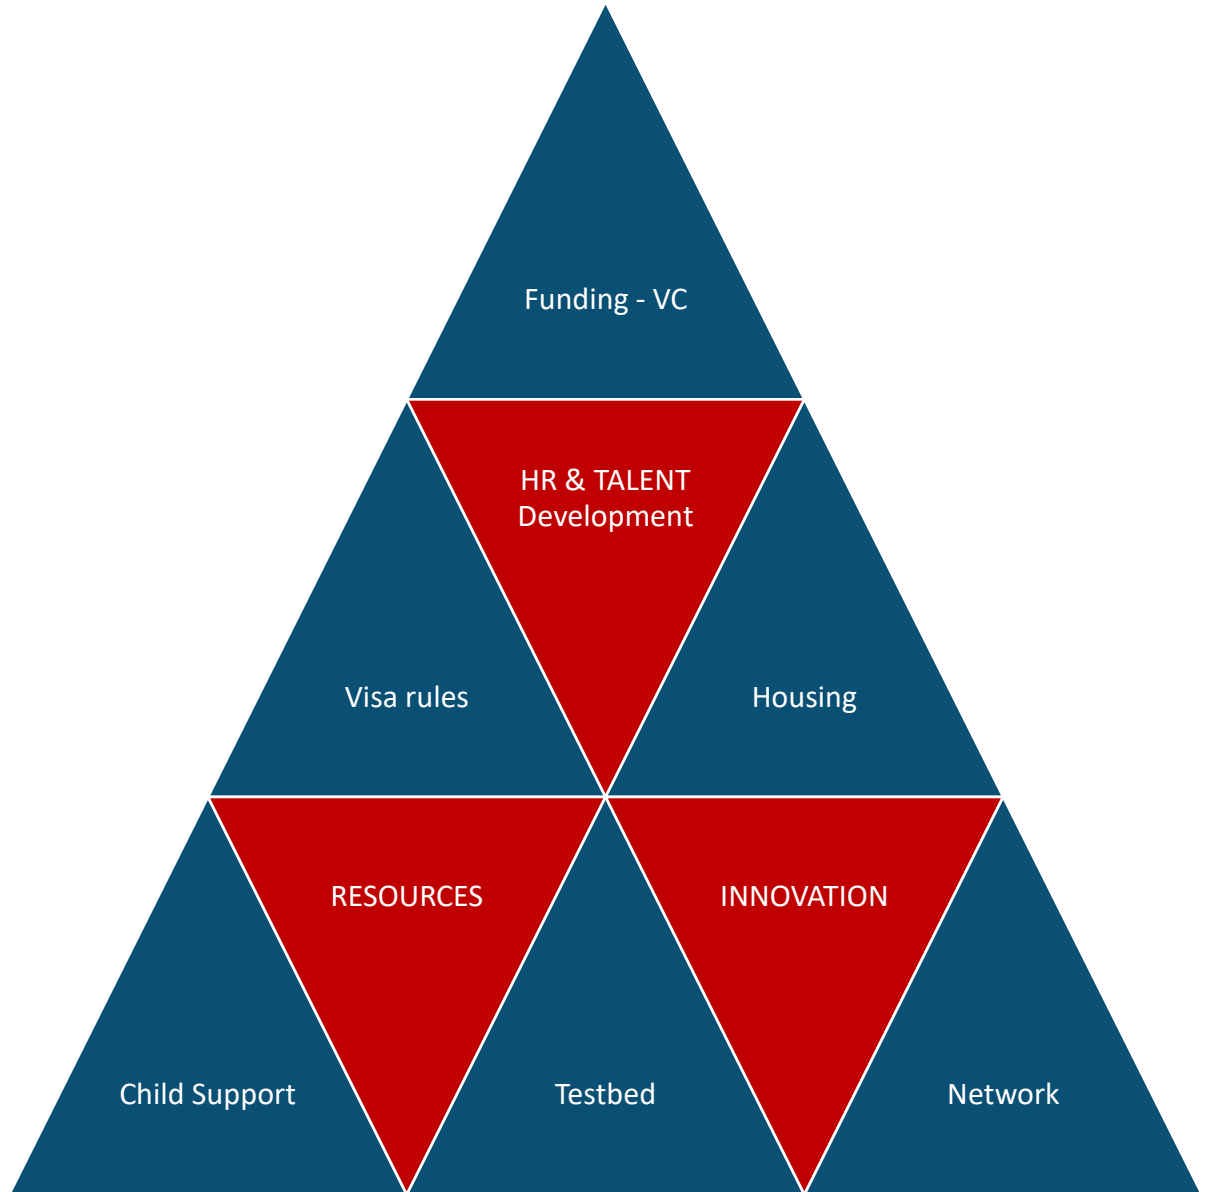 Funding - VC
HR & TALENT
Development
Visa rules
Housing
RESOURCES
INNOVATION
Child Support
Testbed
Network